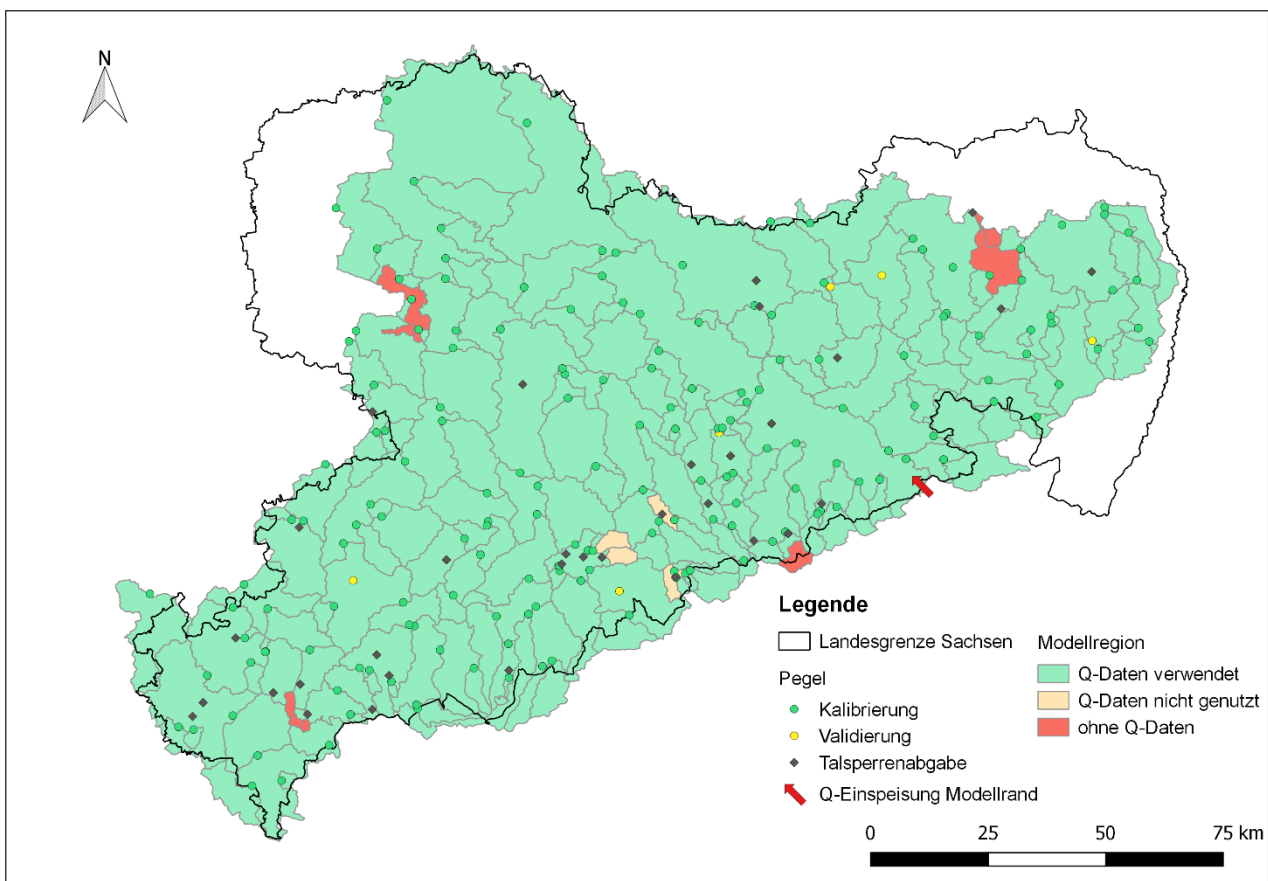 N
Legende
Landesgrenze Sachsen
Pegel
Kalibrierung
Validierung
Talsperrenabgabe
Q-Einspeisung Modellrand
Modellregion
Q-Daten verwendet
Q-Daten nicht genutzt
ohne Q-Daten
0 25 50 75 km